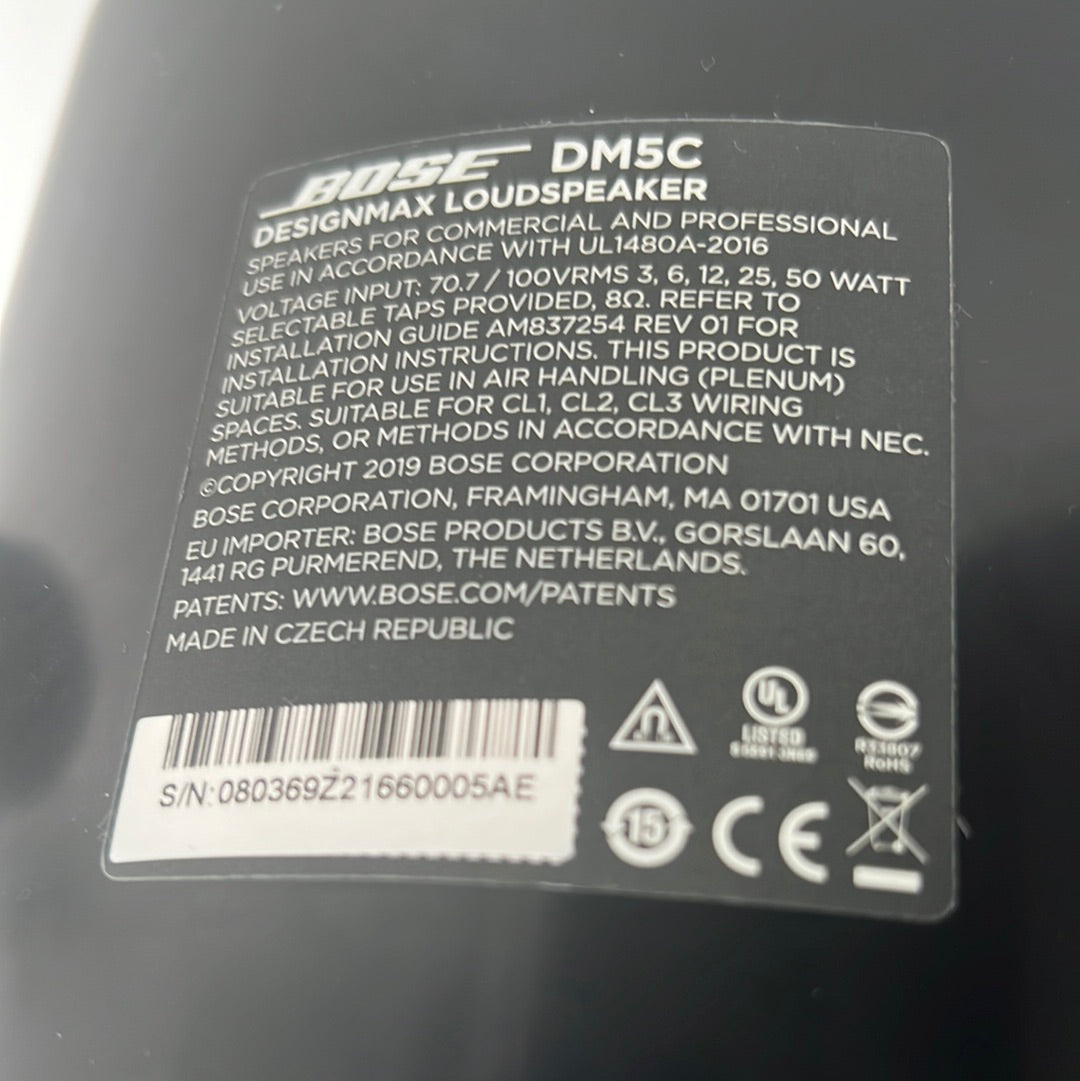 BOSE DM5C
DESIGNMAX LOUDSPEAKER
SPEAKERS FOR COMMERCIAL AND PROFESSIONAL
USE IN ACCORDANCE WITH UL1480A-2016
VOLTAGE INPUT: 70.7 / 100VRMS 3, 6, 12, 25, 50 WATT
SELECTABLE TAPS PROVIDED, 8Ω. REFER TO
INSTALLATION GUIDE AM837254 REV 01 FOR
INSTALLATION INSTRUCTIONS. THIS PRODUCT IS
SUITABLE FOR USE IN AIR HANDLING (PLENUM)
SPACES. SUITABLE FOR CL1, CL2, CL3 WIRING
METHODS, OR METHODS IN ACCORDANCE WITH NEC.
©COPYRIGHT 2019 BOSE CORPORATION
BOSE CORPORATION, FRAMINGHAM, MA 01701 USA
EU IMPORTER: BOSE PRODUCTS B.V., GORSLAAN 60,
1441 RG PURMEREND, THE NETHERLANDS.
PATENTS: WWW.BOSE.COM/PATENTS
MADE IN CZECH REPUBLIC
S/N: 080369Z21660005AE
UL
LISTED
R33007
RoHS
15
CE